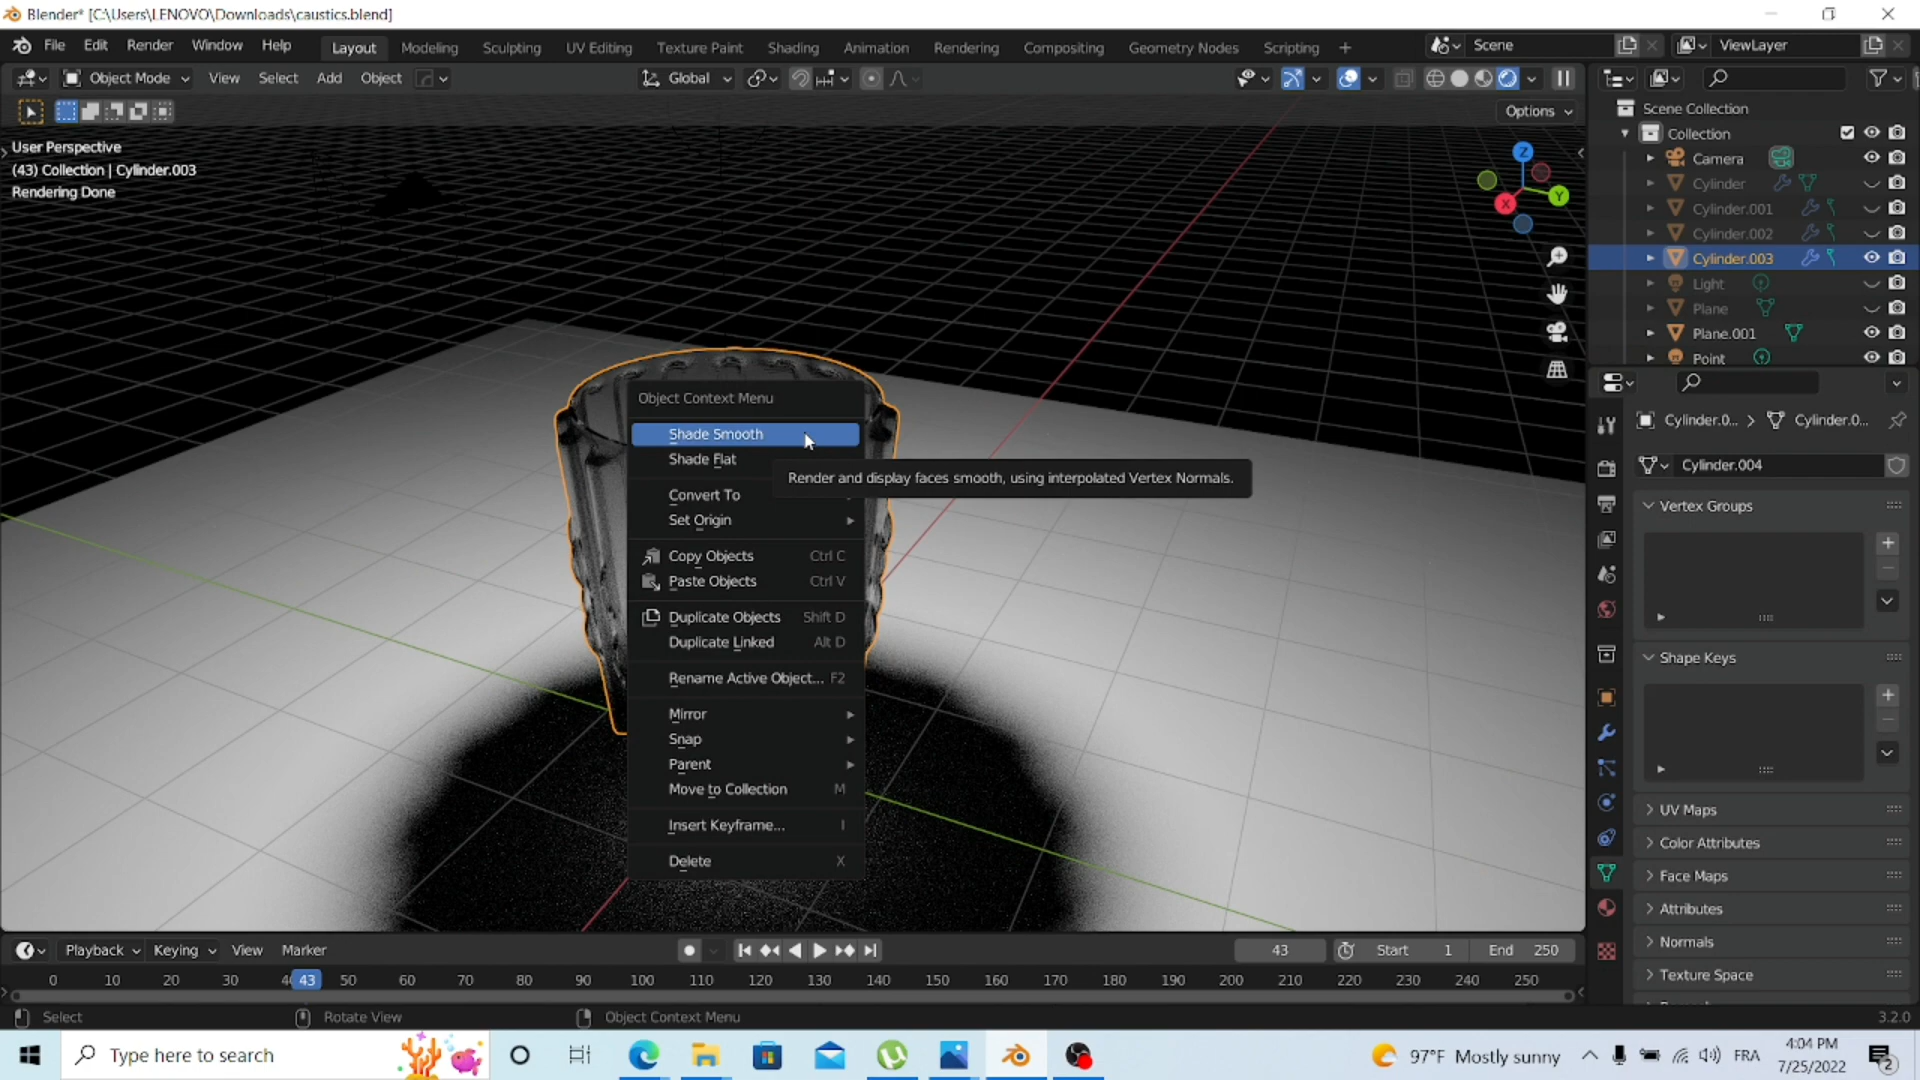 Blender* [C:\Users\LENOVO\Downloads\caustics.blend]
File Edit Render Window Help Layout Modeling Sculpting UV Editing Texture Paint Shading Animation Rendering Compositing Geometry Nodes Scripting + Scene ViewLayer
Object Mode View Select Add Object Global
Options
User Perspective
(43) Collection | Cylinder.003
Rendering Done
Z
Y
X
Scene Collection
Collection
Camera
Cylinder
Cylinder.001
Cylinder.002
Cylinder.003
Light
Plane
Plane.001
Point
Object Context Menu
Shade Smooth
Shade Flat
Render and display faces smooth, using interpolated Vertex Normals.
Convert To
Set Origin
Copy Objects Ctrl C
Paste Objects Ctrl V
Duplicate Objects Shift D
Duplicate Linked Alt D
Rename Active Object... F2
Mirror
Snap
Parent
Move to Collection M
Insert Keyframe... I
Delete X
Cylinder.0... Cylinder.0...
Cylinder.004
Vertex Groups
Shape Keys
UV Maps
Color Attributes
Face Maps
Attributes
Normals
Texture Space
Playback Keying View Marker 43 Start 1 End 250
0 10 20 30 43 50 60 70 80 90 100 110 120 130 140 150 160 170 180 190 200 210 220 230 240 250
Select Rotate View Object Context Menu 3.2.0
Type here to search 97°F Mostly sunny FRA
4:04 PM
7/25/2022
2